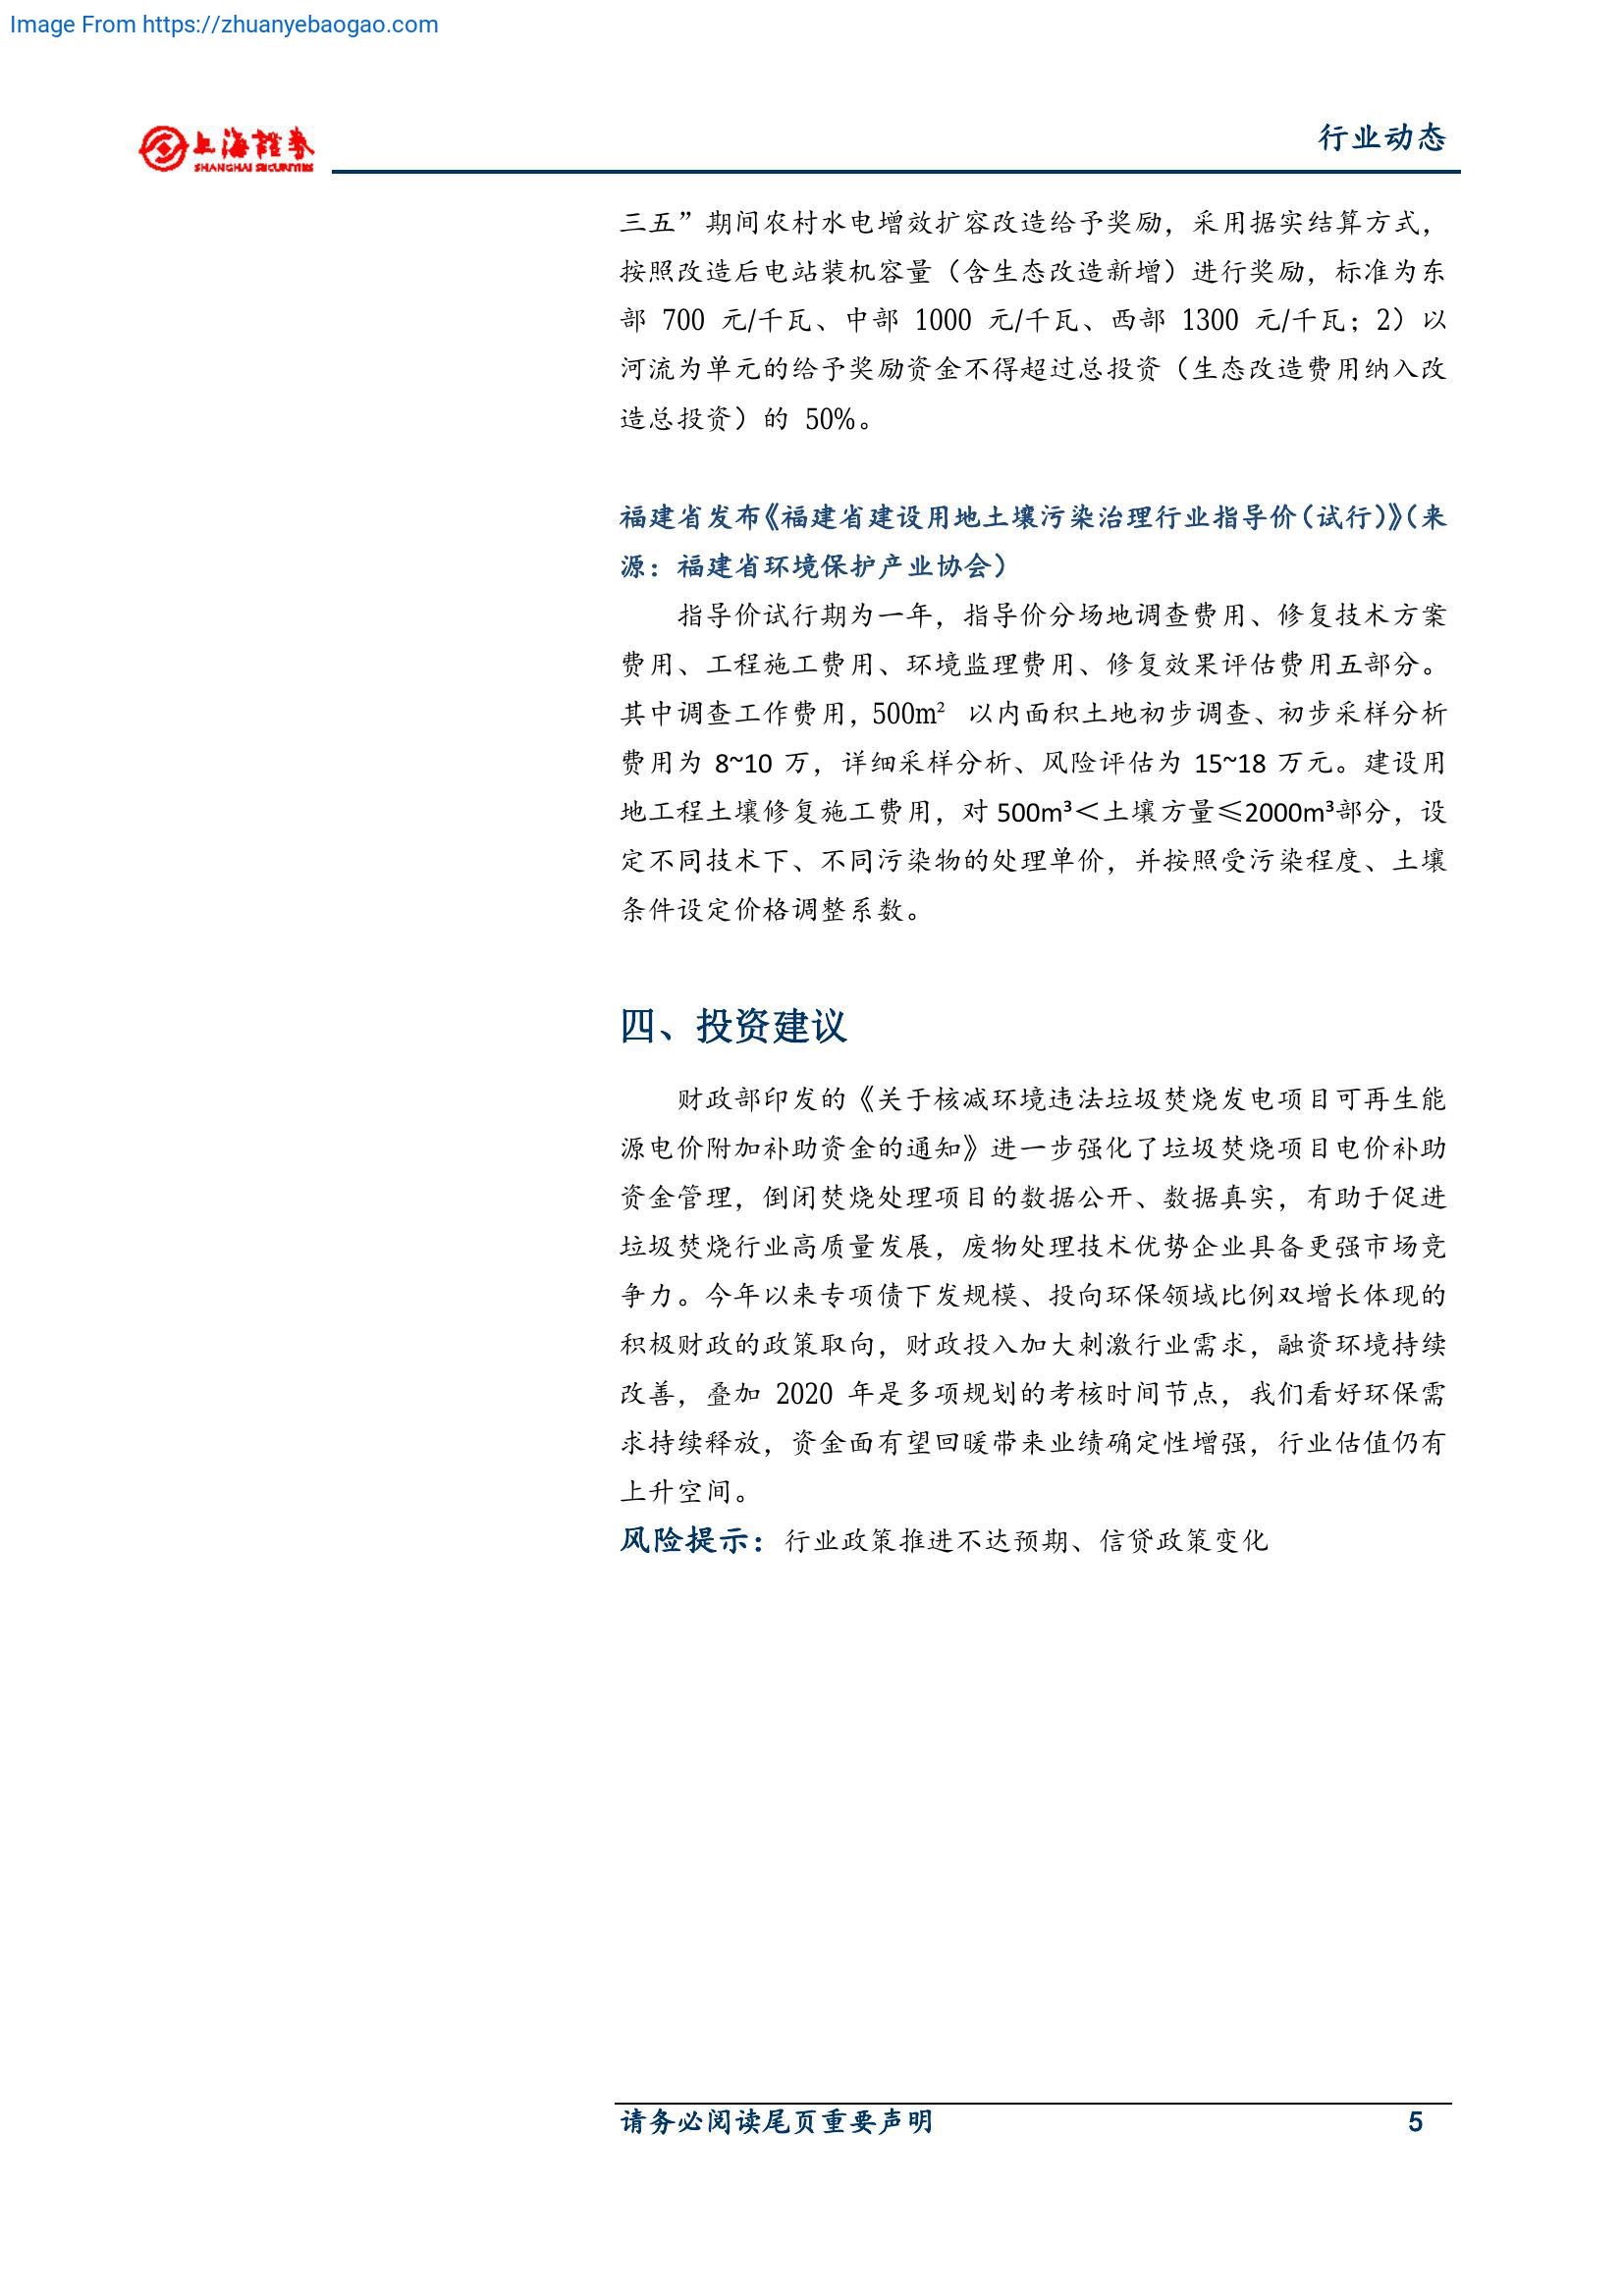 Image From https://zhuanyebaogao.com
上海證券
SHANGHAI SECURITIES
行业动态
三五”期间农村水电增效扩容改造给予奖励，采用据实结算方式，
按照改造后电站装机容量（含生态改造新增）进行奖励，标准为东
部 700 元/千瓦、中部 1000 元/千瓦、西部 1300 元/千瓦；2）以
河流为单元的给予奖励资金不得超过总投资（生态改造费用纳入改
造总投资）的 50%。
福建省发布《福建省建设用地土壤污染治理行业指导价（试行）》（来
源：福建省环境保护产业协会）
指导价试行期为一年，指导价分场地调查费用、修复技术方案
费用、工程施工费用、环境监理费用、修复效果评估费用五部分。
其中调查工作费用，500m² 以内面积土地初步调查、初步采样分析
费用为 8~10 万，详细采样分析、风险评估为 15~18 万元。建设用
地工程土壤修复施工费用，对 500m³＜土壤方量≤2000m³部分，设
定不同技术下、不同污染物的处理单价，并按照受污染程度、土壤
条件设定价格调整系数。
四、投资建议
财政部印发的《关于核减环境违法垃圾焚烧发电项目可再生能
源电价附加补助资金的通知》进一步强化了垃圾焚烧项目电价补助
资金管理，倒闭焚烧处理项目的数据公开、数据真实，有助于促进
垃圾焚烧行业高质量发展，废物处理技术优势企业具备更强市场竞
争力。今年以来专项债下发规模、投向环保领域比例双增长体现的
积极财政的政策取向，财政投入加大刺激行业需求，融资环境持续
改善，叠加 2020 年是多项规划的考核时间节点，我们看好环保需
求持续释放，资金面有望回暖带来业绩确定性增强，行业估值仍有
上升空间。
风险提示：行业政策推进不达预期、信贷政策变化
请务必阅读尾页重要声明 5